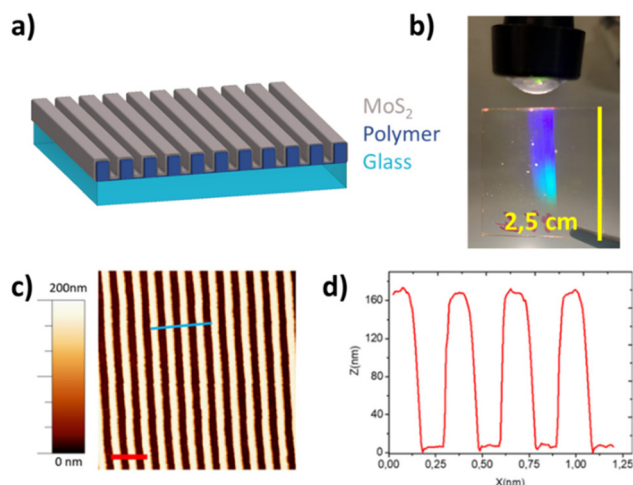 a)
MoS₂
Polymer
Glass
b)
2,5 cm
c)
200nm
0 nm
d)
Z(nm)
160
120
80
40
0
0,00 0,25 0,50 0,75 1,00 1,25
X(nm)